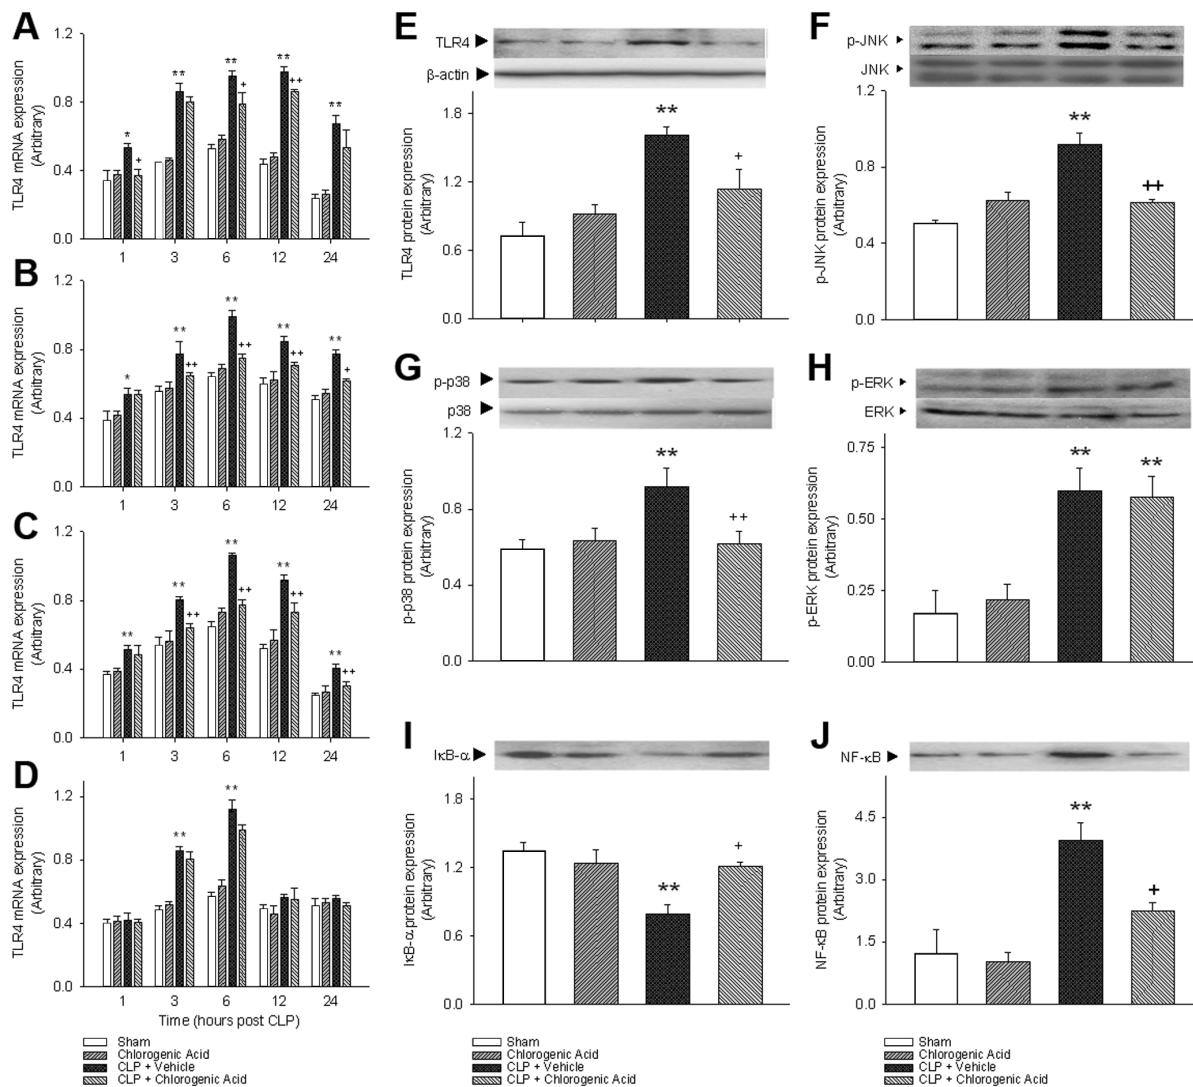 A
TLR4 mRNA expression
(Arbitrary)
1.2
0.8
0.4
0.0
* + ** ** + ** ++ **
1 3 6 12 24
B
TLR4 mRNA expression
(Arbitrary)
1.2
0.8
0.4
0.0
* ** ++ ** ++ ** ++ ** +
1 3 6 12 24
C
TLR4 mRNA expression
(Arbitrary)
1.2
0.8
0.4
0.0
** ** ++ ** ++ ** ++ ** ++
1 3 6 12 24
D
TLR4 mRNA expression
(Arbitrary)
1.2
0.8
0.4
0.0
** **
1 3 6 12 24
Time (hours post CLP)
Sham
Chlorogenic Acid
CLP + Vehicle
CLP + Chlorogenic Acid
E
TLR4
β-actin
TLR4 protein expression
(Arbitrary)
1.8
1.2
0.6
0.0
** +
F
p-JNK
JNK
p-JNK protein expression
(Arbitrary)
1.2
0.8
0.4
0.0
** ++
G
p-p38
p38
p-p38 protein expression
(Arbitrary)
1.2
0.8
0.4
0.0
** ++
H
p-ERK
ERK
p-ERK protein expression
(Arbitrary)
0.75
0.50
0.25
0.00
** **
I
IκB-α
IκB-α protein expression
(Arbitrary)
1.8
1.2
0.6
0.0
** +
Sham
Chlorogenic Acid
CLP + Vehicle
CLP + Chlorogenic Acid
J
NF-κB
NF-κB protein expression
(Arbitrary)
4.5
3.0
1.5
0.0
** +
Sham
Chlorogenic Acid
CLP + Vehicle
CLP + Chlorogenic Acid